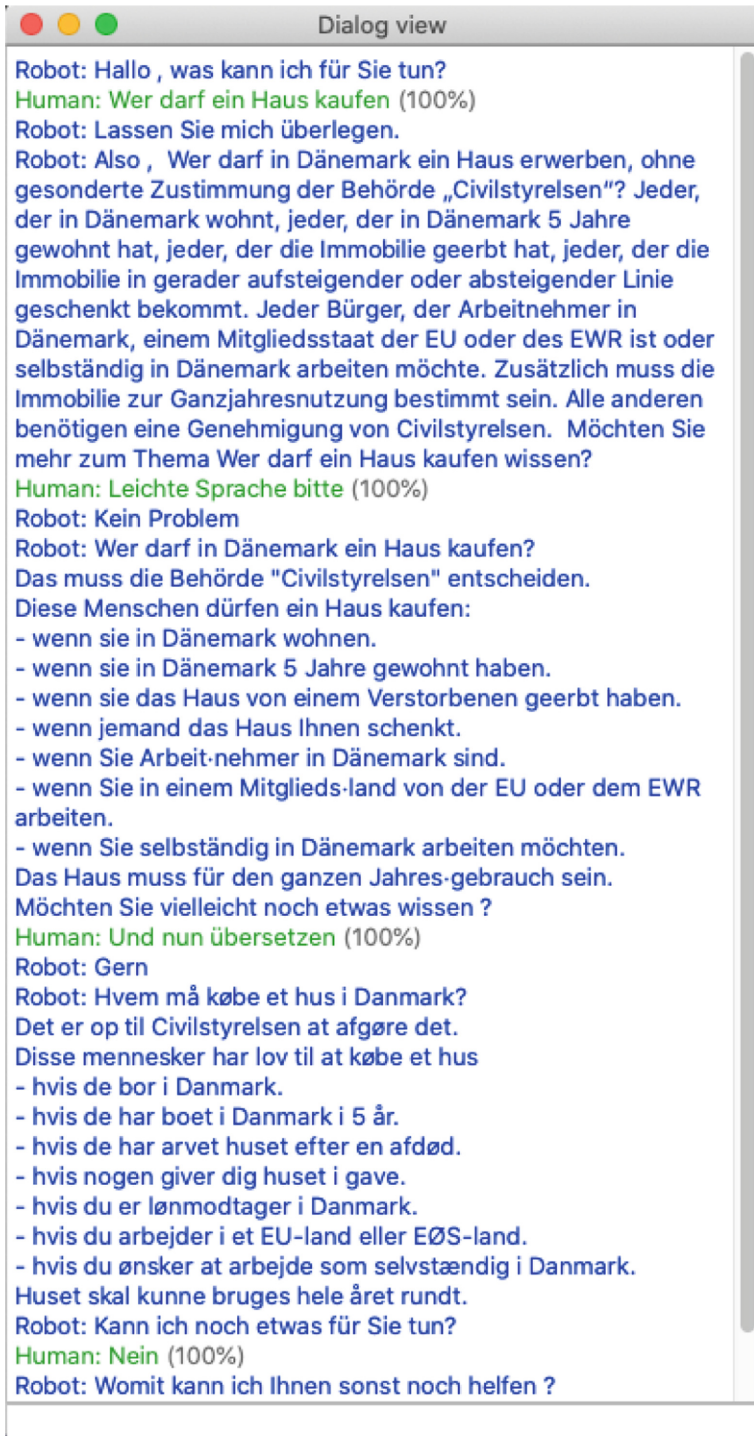 Dialog view
Robot: Hallo , was kann ich für Sie tun?
Human: Wer darf ein Haus kaufen (100%)
Robot: Lassen Sie mich überlegen.
Robot: Also ,  Wer darf in Dänemark ein Haus erwerben, ohne
gesonderte Zustimmung der Behörde „Civilstyrelsen“? Jeder,
der in Dänemark wohnt, jeder, der in Dänemark 5 Jahre
gewohnt hat, jeder, der die Immobilie geerbt hat, jeder, der die
Immobilie in gerader aufsteigender oder absteigender Linie
geschenkt bekommt. Jeder Bürger, der Arbeitnehmer in
Dänemark, einem Mitgliedsstaat der EU oder des EWR ist oder
selbständig in Dänemark arbeiten möchte. Zusätzlich muss die
Immobilie zur Ganzjahresnutzung bestimmt sein. Alle anderen
benötigen eine Genehmigung von Civilstyrelsen.  Möchten Sie
mehr zum Thema Wer darf ein Haus kaufen wissen?
Human: Leichte Sprache bitte (100%)
Robot: Kein Problem
Robot: Wer darf in Dänemark ein Haus kaufen?
Das muss die Behörde "Civilstyrelsen" entscheiden.
Diese Menschen dürfen ein Haus kaufen:
- wenn sie in Dänemark wohnen.
- wenn sie in Dänemark 5 Jahre gewohnt haben.
- wenn sie das Haus von einem Verstorbenen geerbt haben.
- wenn jemand das Haus Ihnen schenkt.
- wenn Sie Arbeit·nehmer in Dänemark sind.
- wenn Sie in einem Mitglieds·land von der EU oder dem EWR
arbeiten.
- wenn Sie selbständig in Dänemark arbeiten möchten.
Das Haus muss für den ganzen Jahres·gebrauch sein.
Möchten Sie vielleicht noch etwas wissen ?
Human: Und nun übersetzen (100%)
Robot: Gern
Robot: Hvem må købe et hus i Danmark?
Det er op til Civilstyrelsen at afgøre det.
Disse mennesker har lov til at købe et hus
- hvis de bor i Danmark.
- hvis de har boet i Danmark i 5 år.
- hvis de har arvet huset efter en afdød.
- hvis nogen giver dig huset i gave.
- hvis du er lønmodtager i Danmark.
- hvis du arbejder i et EU-land eller EØS-land.
- hvis du ønsker at arbejde som selvstændig i Danmark.
Huset skal kunne bruges hele året rundt.
Robot: Kann ich noch etwas für Sie tun?
Human: Nein (100%)
Robot: Womit kann ich Ihnen sonst noch helfen ?